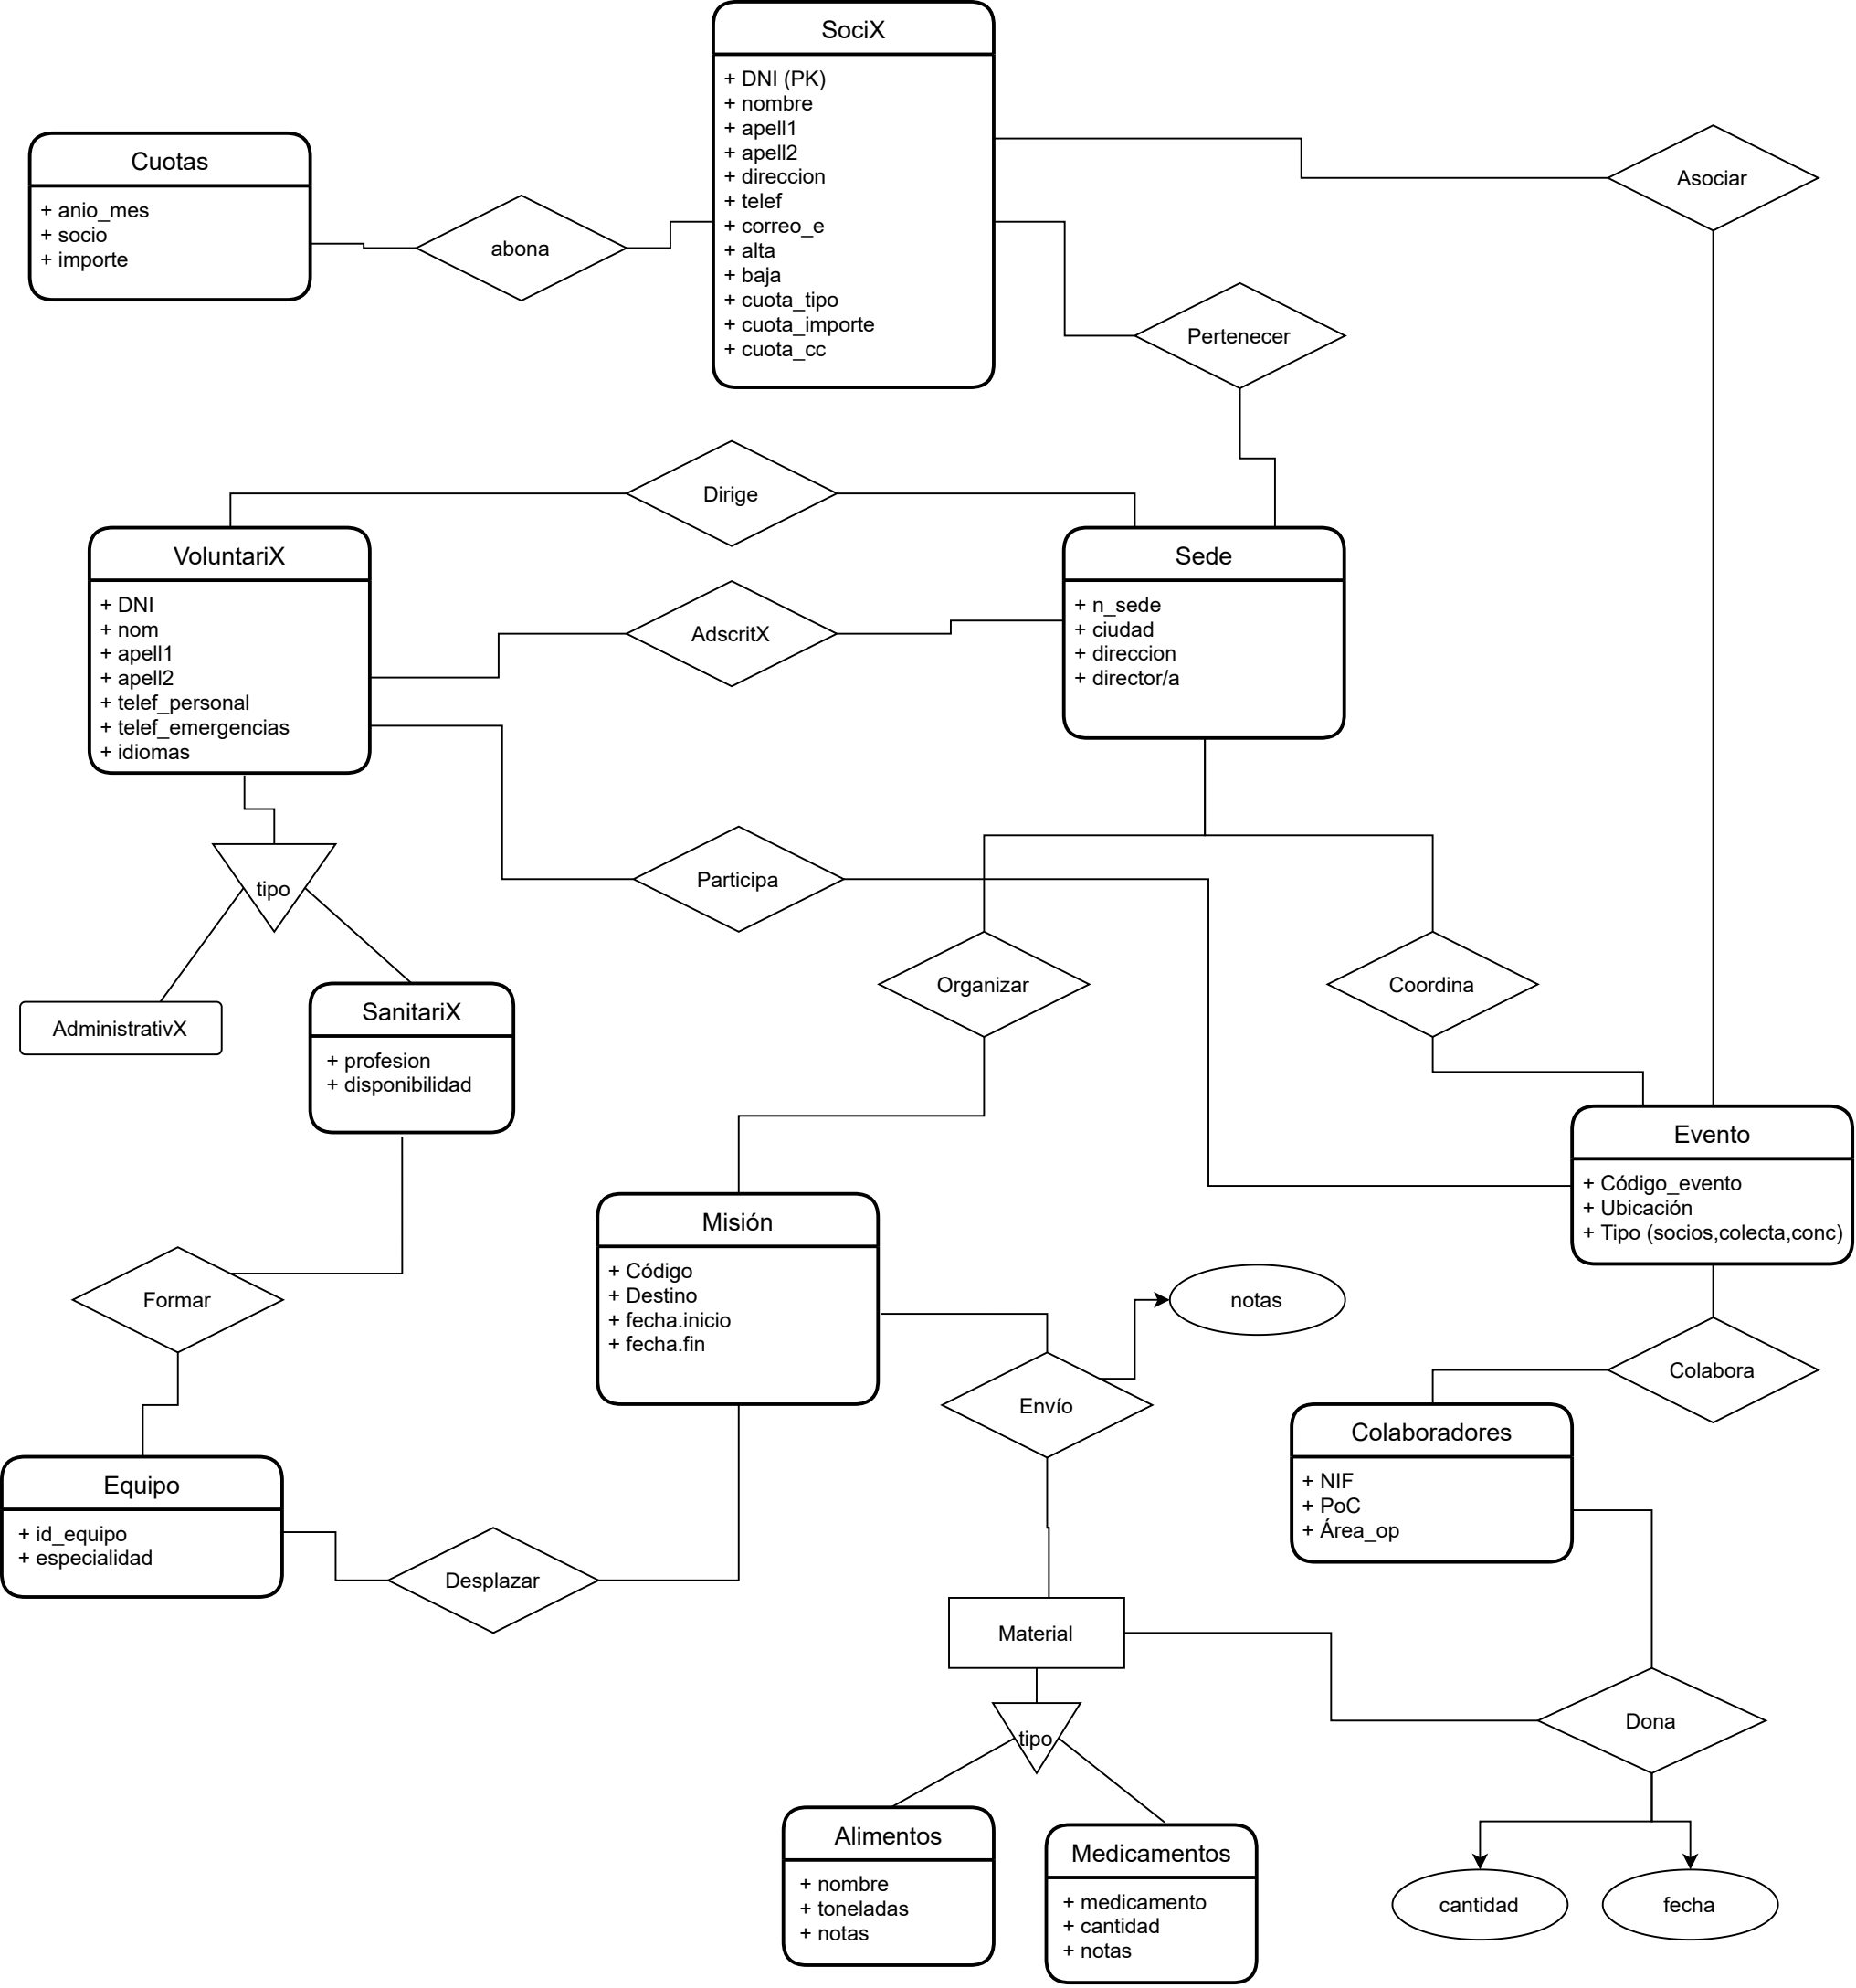 SociX
+ DNI (PK)
+ nombre
+ apell1
+ apell2
+ direccion
+ telef
+ correo_e
+ alta
+ baja
+ cuota_tipo
+ cuota_importe
+ cuota_cc
Cuotas
+ anio_mes
+ socio
+ importe
abona
Asociar
Pertenecer
Dirige
VoluntariX
+ DNI
+ nom
+ apell1
+ apell2
+ telef_personal
+ telef_emergencias
+ idiomas
AdscritX
Sede
+ n_sede
+ ciudad
+ direccion
+ director/a
tipo
Participa
Organizar
Coordina
AdministrativX
SanitariX
+ profesion
+ disponibilidad
Evento
+ Código_evento
+ Ubicación
+ Tipo (socios,colecta,conc)
Misión
+ Código
+ Destino
+ fecha.inicio
+ fecha.fin
Formar
notas
Envío
Colabora
Colaboradores
+ NIF
+ PoC
+ Área_op
Equipo
+ id_equipo
+ especialidad
Desplazar
Material
Dona
tipo
Alimentos
+ nombre
+ toneladas
+ notas
Medicamentos
+ medicamento
+ cantidad
+ notas
cantidad
fecha